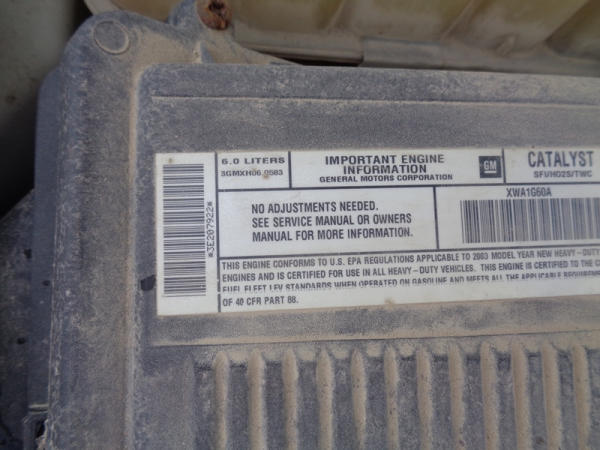 *3E207922*
6.0 LITERS
3GMXH06.0583
IMPORTANT ENGINE
INFORMATION
GENERAL MOTORS CORPORATION
GM
CATALYST
SFI/HO2S/TWC
NO ADJUSTMENTS NEEDED.
SEE SERVICE MANUAL OR OWNERS
MANUAL FOR MORE INFORMATION.
XWA1G60A
THIS ENGINE CONFORMS TO U.S. EPA REGULATIONS APPLICABLE TO 2003 MODEL YEAR NEW HEAVY-DUTY
ENGINES AND IS CERTIFIED FOR USE IN ALL HEAVY-DUTY VEHICLES. THIS ENGINE IS CERTIFIED TO THE
FUEL FLEET LEV STANDARDS WHEN OPERATED ON GASOLINE AND MEETS ALL THE APPLICABLE
OF 40 CFR PART 88.